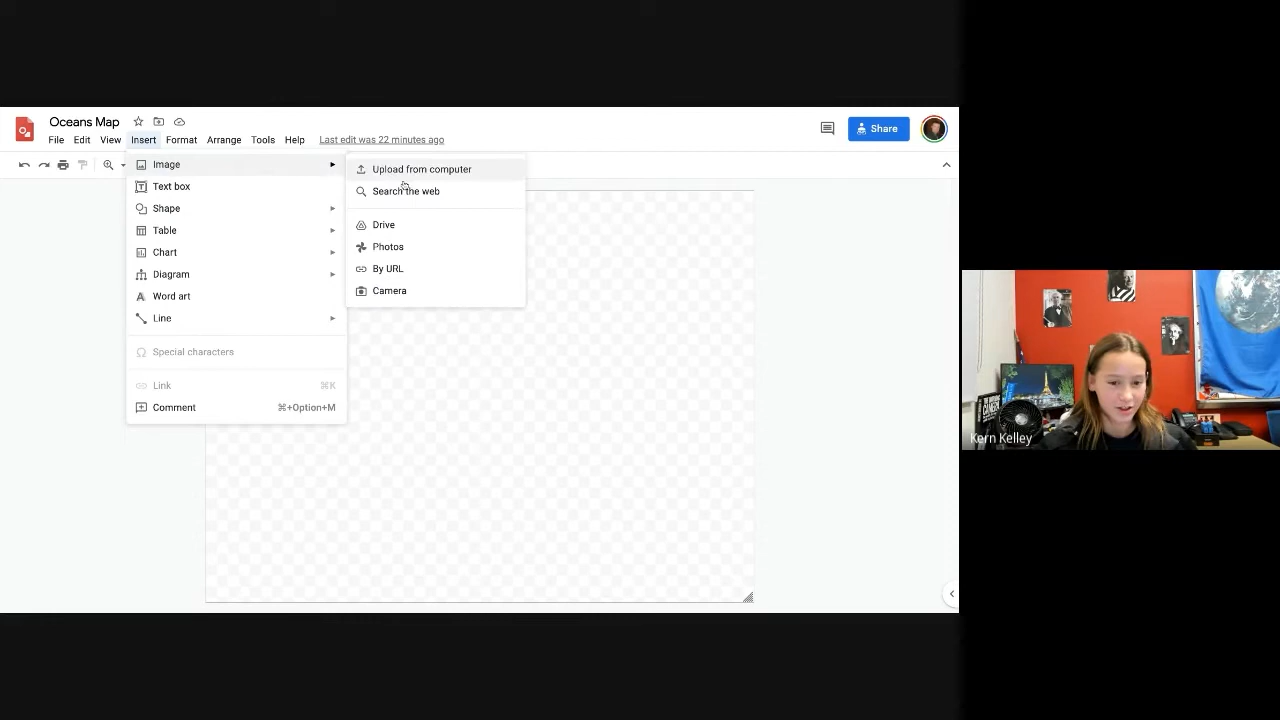 Oceans Map
File Edit View Insert Format Arrange Tools Help Last edit was 22 minutes ago
Share
Image
Text box
Shape
Table
Chart
Diagram
Word art
Line
Special characters
Link ⌘K
Comment ⌘+Option+M
Upload from computer
Search the web
Drive
Photos
By URL
Camera
Kern Kelley